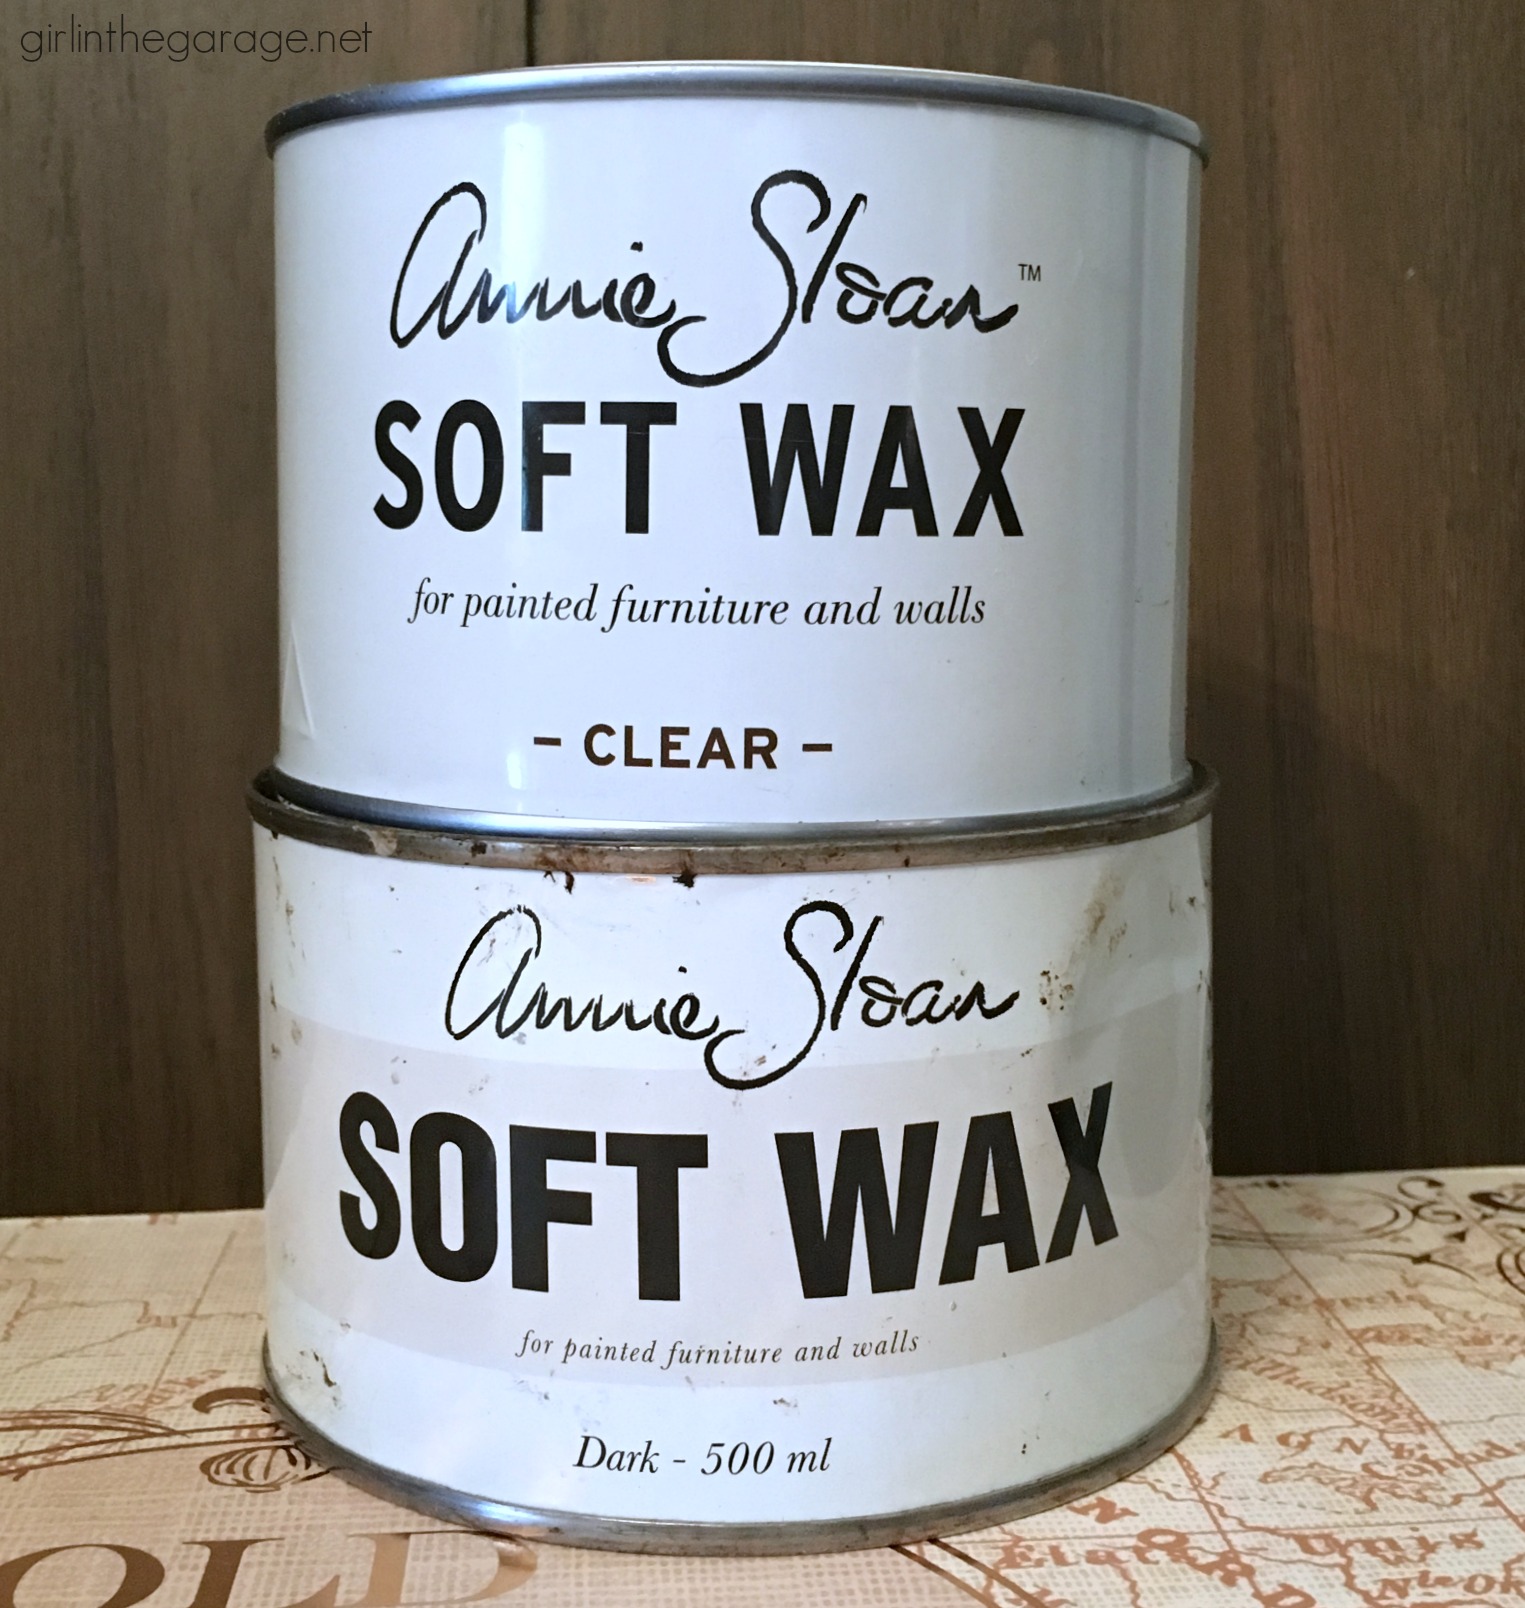 girlinthegarage.net
Annie Sloan™
SOFT WAX
for painted furniture and walls
– CLEAR –
Annie Sloan
SOFT WAX
for painted furniture and walls
Dark - 500 ml
OLD